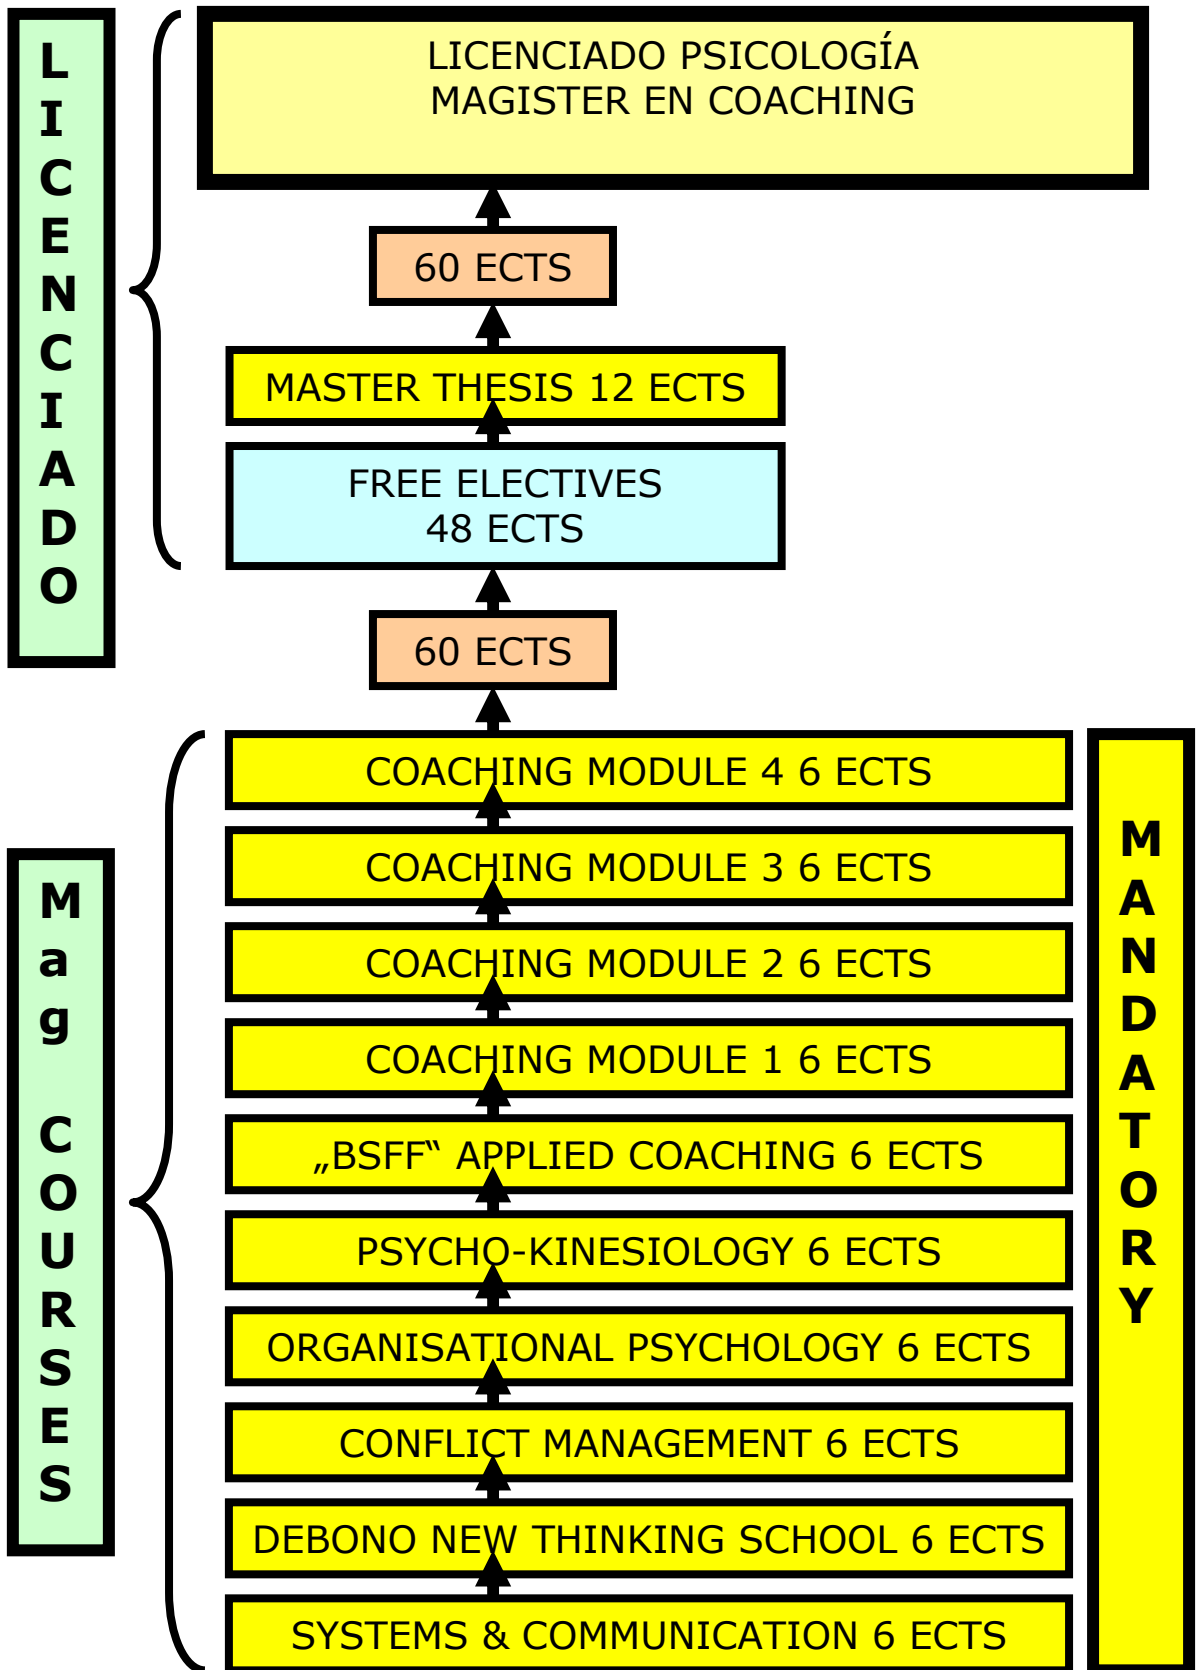 LICENCIADO
LICENCIADO PSICOLOGÍA
MAGISTER EN COACHING
60 ECTS
MASTER THESIS 12 ECTS
FREE ELECTIVES
48 ECTS
60 ECTS
Mag COURSES
COACHING MODULE 4 6 ECTS
COACHING MODULE 3 6 ECTS
COACHING MODULE 2 6 ECTS
COACHING MODULE 1 6 ECTS
„BSFF“ APPLIED COACHING 6 ECTS
PSYCHO-KINESIOLOGY 6 ECTS
ORGANISATIONAL PSYCHOLOGY 6 ECTS
CONFLICT MANAGEMENT 6 ECTS
DEBONO NEW THINKING SCHOOL 6 ECTS
SYSTEMS & COMMUNICATION 6 ECTS
MANDATORY